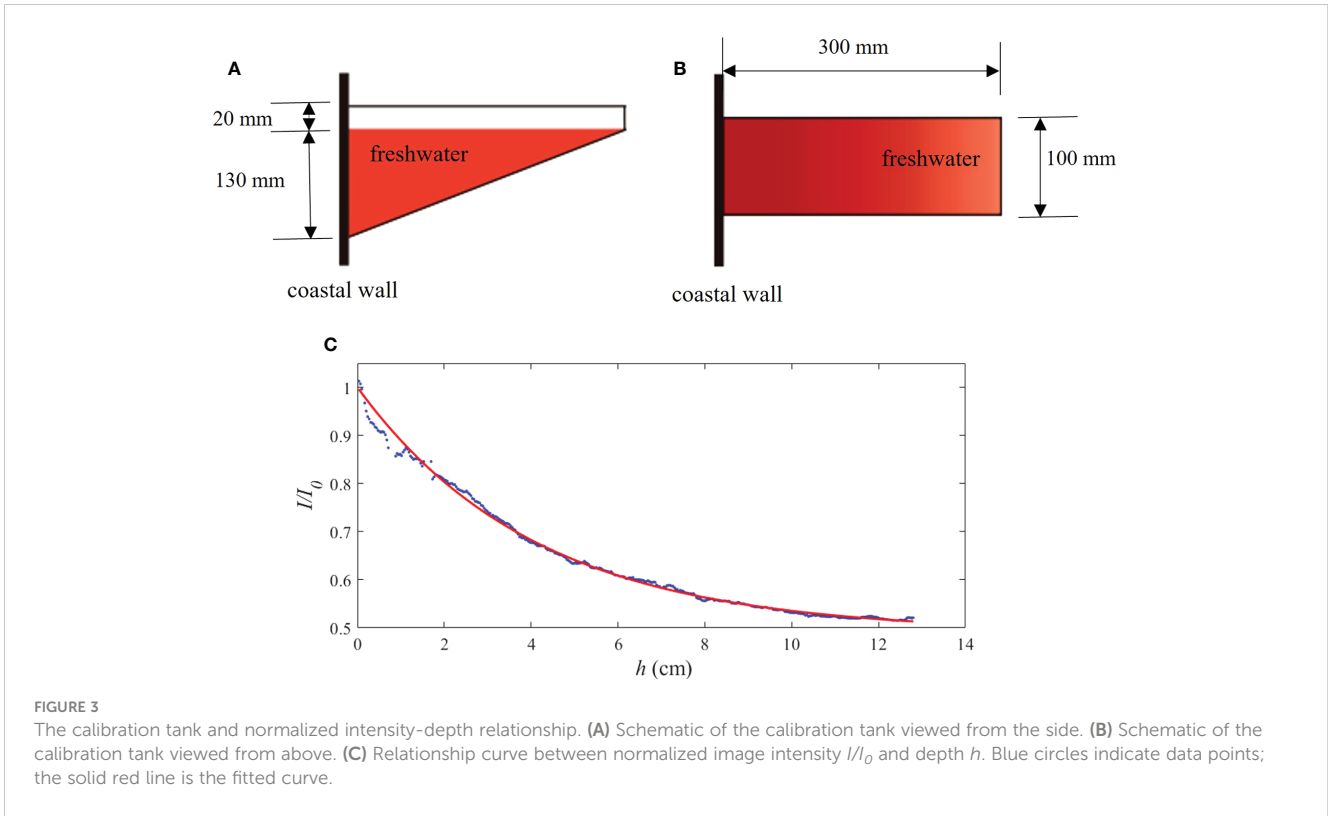 A
20 mm
130 mm
freshwater
coastal wall
B
300 mm
freshwater
100 mm
coastal wall
C
1
0.9
0.8
0.7
0.6
0.5
I/I0
0 2 4 6 8 10 12 14
h (cm)
FIGURE 3
The calibration tank and normalized intensity-depth relationship. (A) Schematic of the calibration tank viewed from the side. (B) Schematic of the
calibration tank viewed from above. (C) Relationship curve between normalized image intensity I/I0 and depth h. Blue circles indicate data points;
the solid red line is the fitted curve.